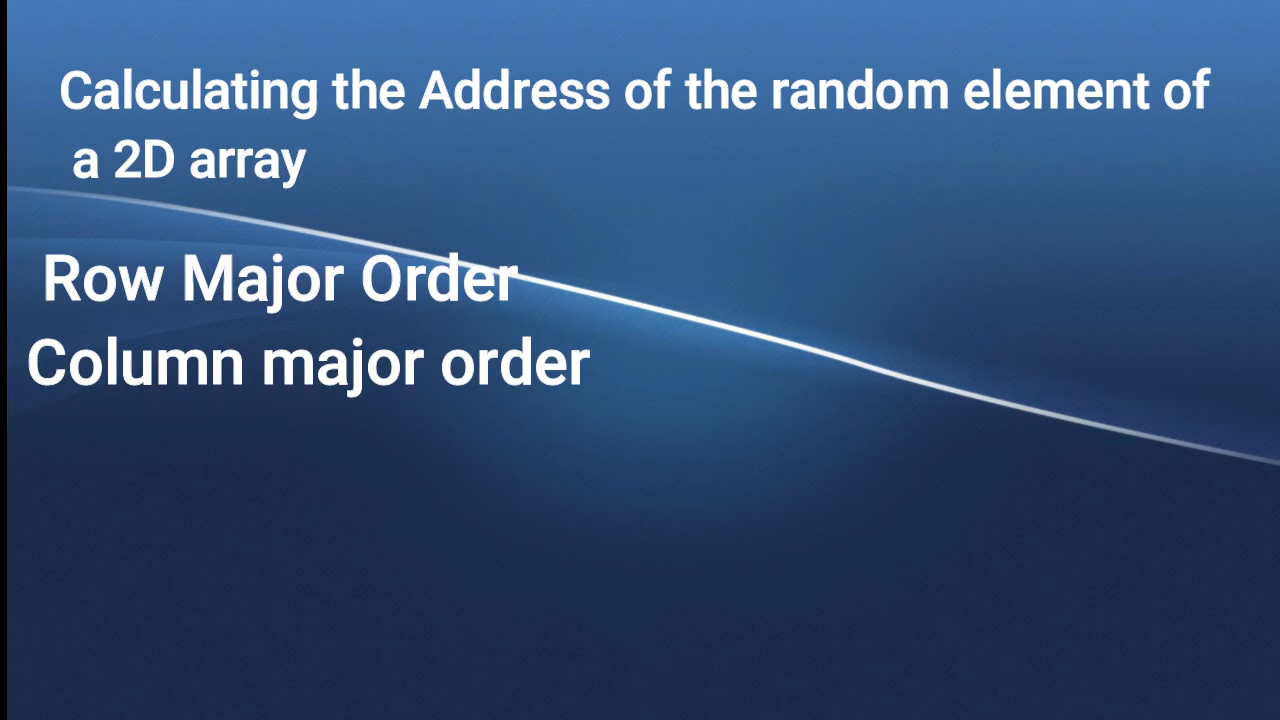 Calculating the Address of the random element of
a 2D array
Row Major Order
Column major order